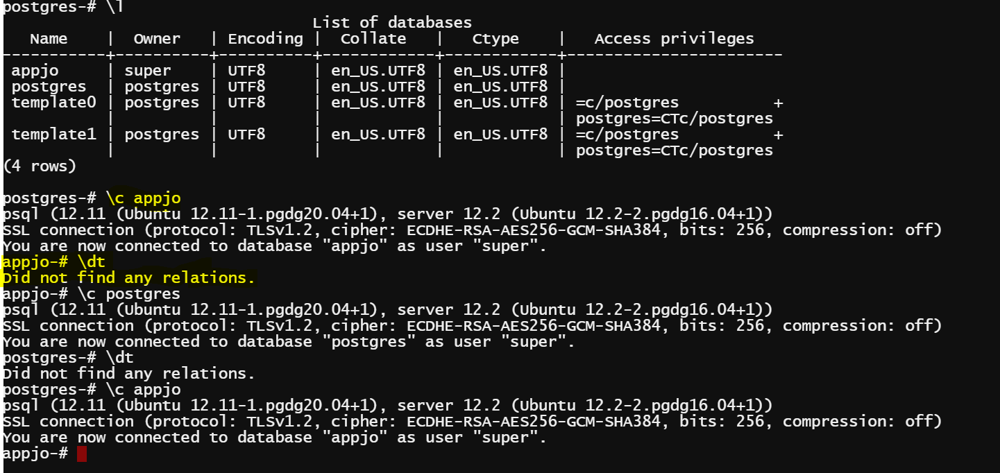 postgres-# \l
                                 List of databases
   Name    |  Owner   | Encoding |  Collate   |   Ctype    |   Access privileges
-----------+----------+----------+------------+------------+-----------------------
 appjo     | super    | UTF8     | en_US.UTF8 | en_US.UTF8 |
 postgres  | postgres | UTF8     | en_US.UTF8 | en_US.UTF8 |
 template0 | postgres | UTF8     | en_US.UTF8 | en_US.UTF8 | =c/postgres          +
           |          |          |            |            | postgres=CTc/postgres
 template1 | postgres | UTF8     | en_US.UTF8 | en_US.UTF8 | =c/postgres          +
           |          |          |            |            | postgres=CTc/postgres
(4 rows)
postgres-# \c appjo
psql (12.11 (Ubuntu 12.11-1.pgdg20.04+1), server 12.2 (Ubuntu 12.2-2.pgdg16.04+1))
SSL connection (protocol: TLSv1.2, cipher: ECDHE-RSA-AES256-GCM-SHA384, bits: 256, compression: off)
You are now connected to database "appjo" as user "super".
appjo-# \dt
Did not find any relations.
appjo-# \c postgres
psql (12.11 (Ubuntu 12.11-1.pgdg20.04+1), server 12.2 (Ubuntu 12.2-2.pgdg16.04+1))
SSL connection (protocol: TLSv1.2, cipher: ECDHE-RSA-AES256-GCM-SHA384, bits: 256, compression: off)
You are now connected to database "postgres" as user "super".
postgres-# \dt
Did not find any relations.
postgres-# \c appjo
psql (12.11 (Ubuntu 12.11-1.pgdg20.04+1), server 12.2 (Ubuntu 12.2-2.pgdg16.04+1))
SSL connection (protocol: TLSv1.2, cipher: ECDHE-RSA-AES256-GCM-SHA384, bits: 256, compression: off)
You are now connected to database "appjo" as user "super".
appjo-#